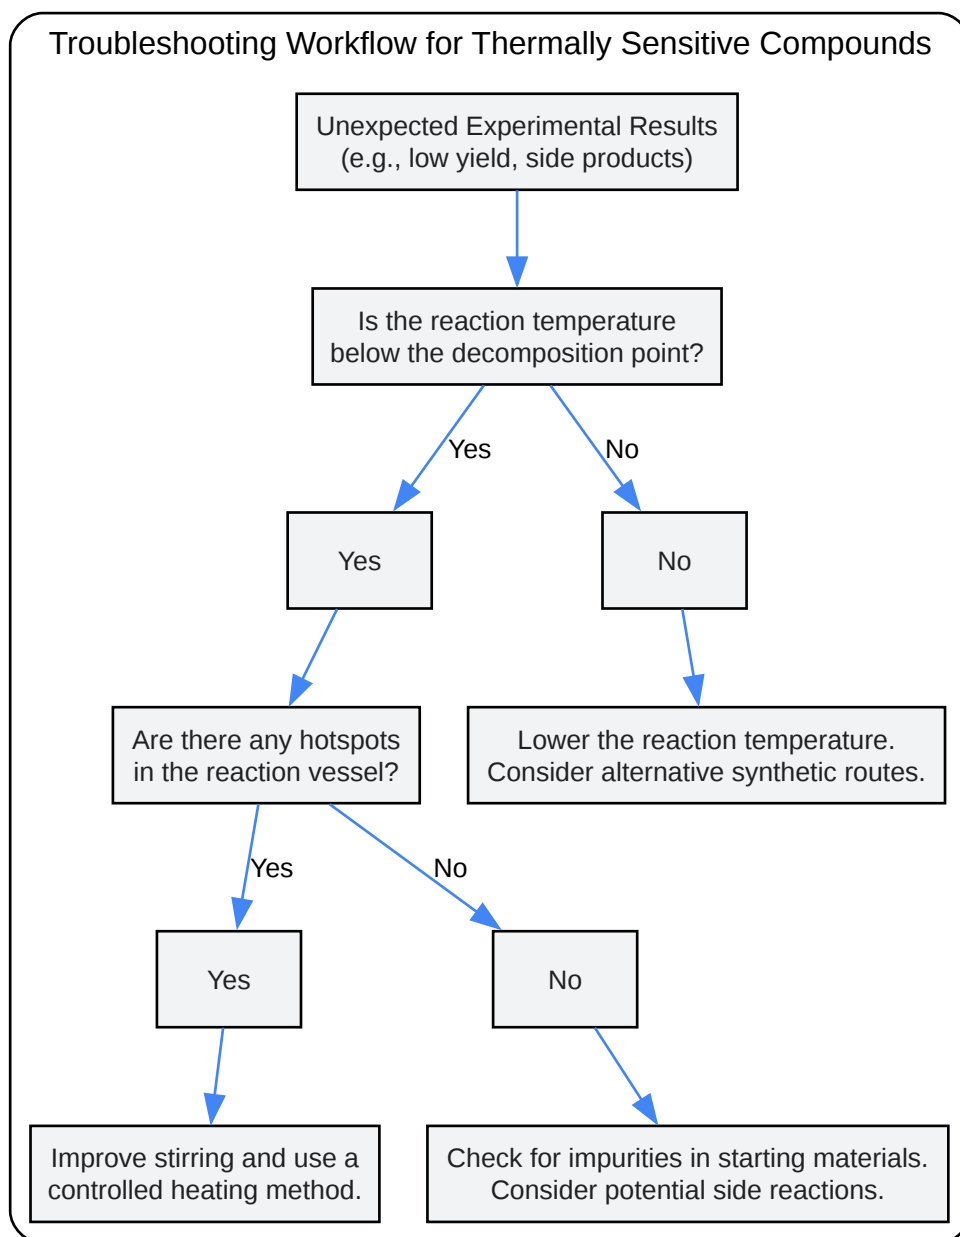 Troubleshooting Workflow for Thermally Sensitive Compounds
Unexpected Experimental Results
(e.g., low yield, side products)
Is the reaction temperature
below the decomposition point?
Yes
No
Yes
No
Are there any hotspots
in the reaction vessel?
Lower the reaction temperature.
Consider alternative synthetic routes.
Yes
No
Yes
No
Improve stirring and use a
controlled heating method.
Check for impurities in starting materials.
Consider potential side reactions.